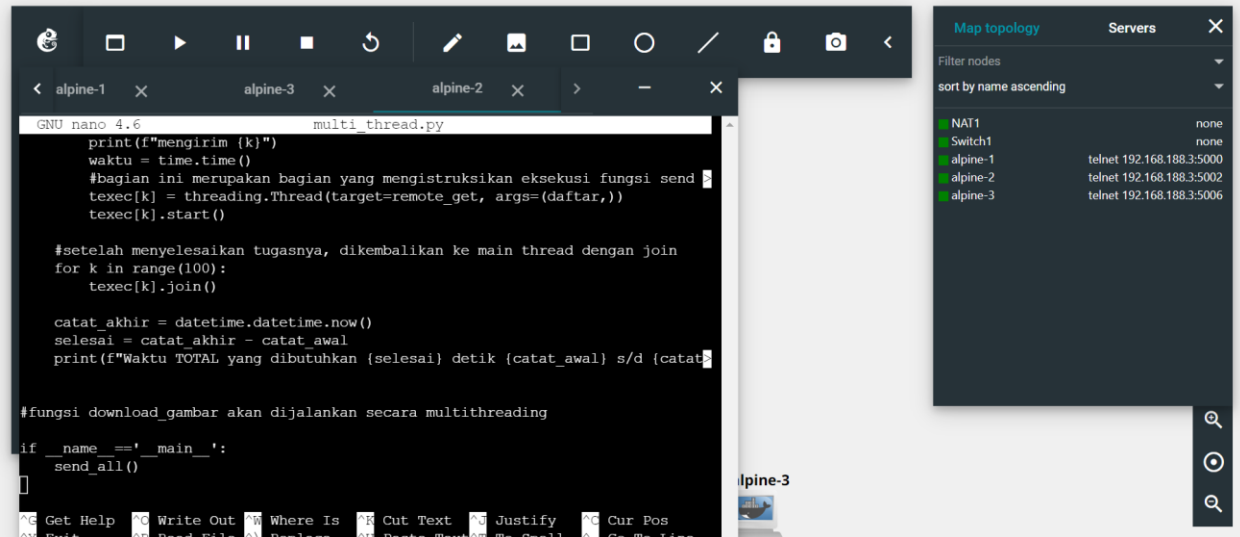 Map topology Servers
Filter nodes
sort by name ascending
NAT1 none
Switch1 none
alpine-1 telnet 192.168.188.3:5000
alpine-2 telnet 192.168.188.3:5002
alpine-3 telnet 192.168.188.3:5006
alpine-1 alpine-3 alpine-2
GNU nano 4.6 multi_thread.py
print(f"mengirim {k}")
waktu = time.time()
#bagian ini merupakan bagian yang mengistruksikan eksekusi fungsi send >
texec[k] = threading.Thread(target=remote_get, args=(daftar,))
texec[k].start()
#setelah menyelesaikan tugasnya, dikembalikan ke main thread dengan join
for k in range(100):
texec[k].join()
catat_akhir = datetime.datetime.now()
selesai = catat_akhir - catat_awal
print(f"Waktu TOTAL yang dibutuhkan {selesai} detik {catat_awal} s/d {catat>
#fungsi download_gambar akan dijalankan secara multithreading
if __name__=='__main__':
send_all()
^G Get Help ^O Write Out ^W Where Is ^K Cut Text ^J Justify ^C Cur Pos
lpine-3